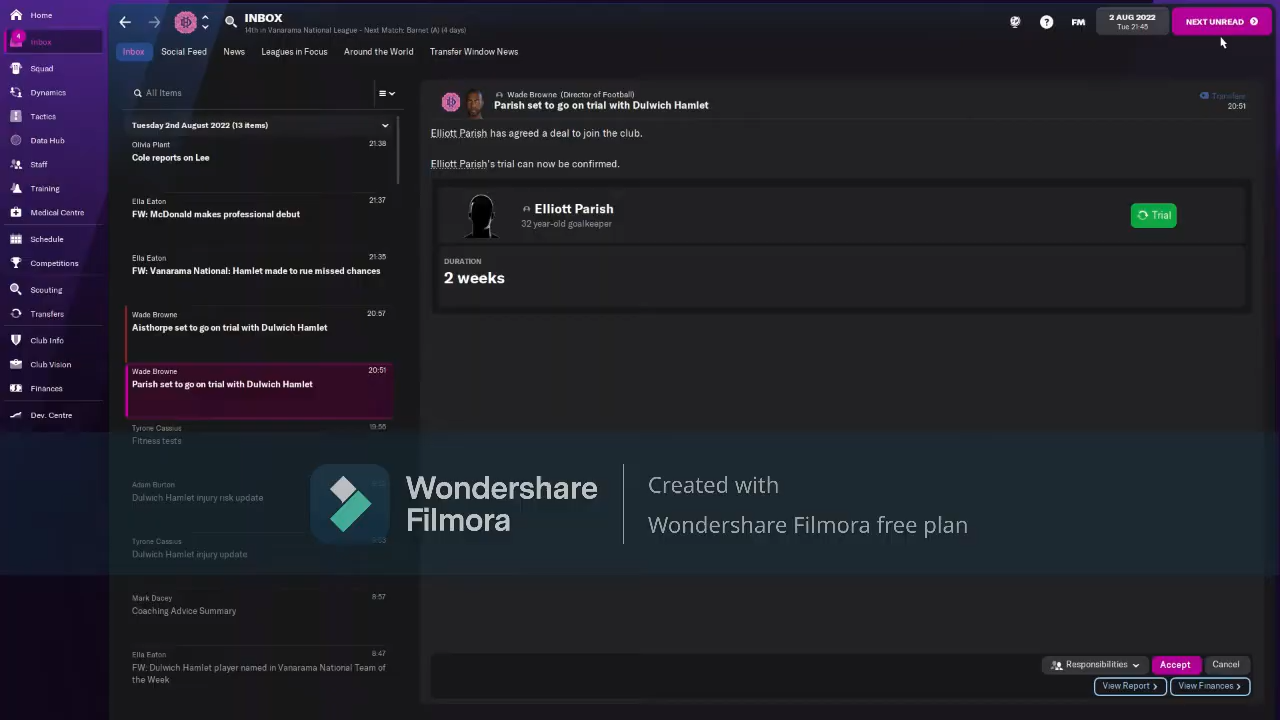 Home
4
Inbox
Squad
Dynamics
Tactics
Data Hub
Staff
Training
Medical Centre
Schedule
Competitions
Scouting
Transfers
Club Info
Club Vision
Finances
Dev. Centre
INBOX
14th in Vanarama National League - Next Match: Barnet (A) (4 days)
FM
2 AUG 2022
Tue 21:45
NEXT UNREAD
Inbox
Social Feed
News
Leagues in Focus
Around the World
Transfer Window News
All Items
Tuesday 2nd August 2022 (13 items)
Olivia Plant
21:38
Cole reports on Lee
Ella Eaton
21:37
FW: McDonald makes professional debut
Ella Eaton
21:35
FW: Vanarama National: Hamlet made to rue missed chances
Wade Browne
20:57
Aisthorpe set to go on trial with Dulwich Hamlet
Wade Browne
20:51
Parish set to go on trial with Dulwich Hamlet
Tyrone Cassius
Fitness tests
Adam Burton
Dulwich Hamlet injury risk update
Tyrone Cassius
Dulwich Hamlet injury update
Mark Dacey
8:57
Coaching Advice Summary
Ella Eaton
8:47
FW: Dulwich Hamlet player named in Vanarama National Team of
the Week
Wade Browne (Director of Football)
Parish set to go on trial with Dulwich Hamlet
Transfers
20:51
Elliott Parish has agreed a deal to join the club.
Elliott Parish's trial can now be confirmed.
Elliott Parish
32 year-old goalkeeper
Trial
DURATION
2 weeks
Wondershare
Filmora
Created with
Wondershare Filmora free plan
Responsibilities
Accept
Cancel
View Report
View Finances